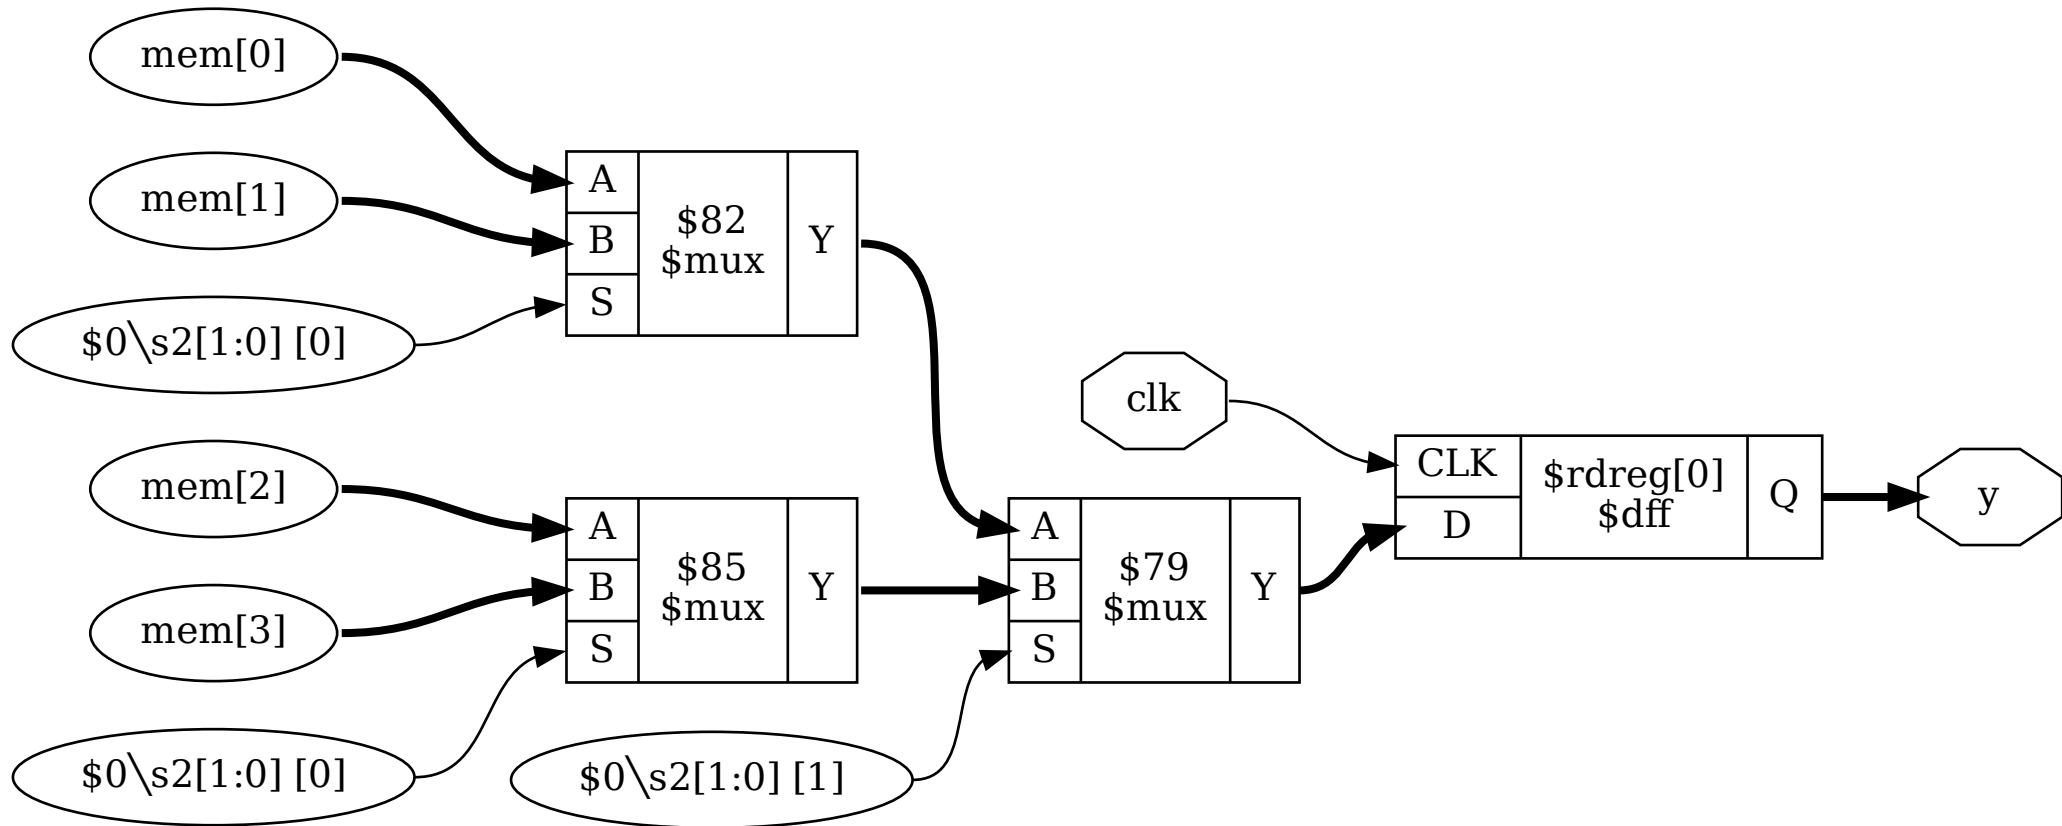 mem[0]
mem[1]
$0\s2[1:0] [0]
A
B
S
$82
$mux
Y
mem[2]
mem[3]
$0\s2[1:0] [0]
A
B
S
$85
$mux
Y
$0\s2[1:0] [1]
A
B
S
$79
$mux
Y
clk
CLK
D
$rdreg[0]
$dff
Q
y